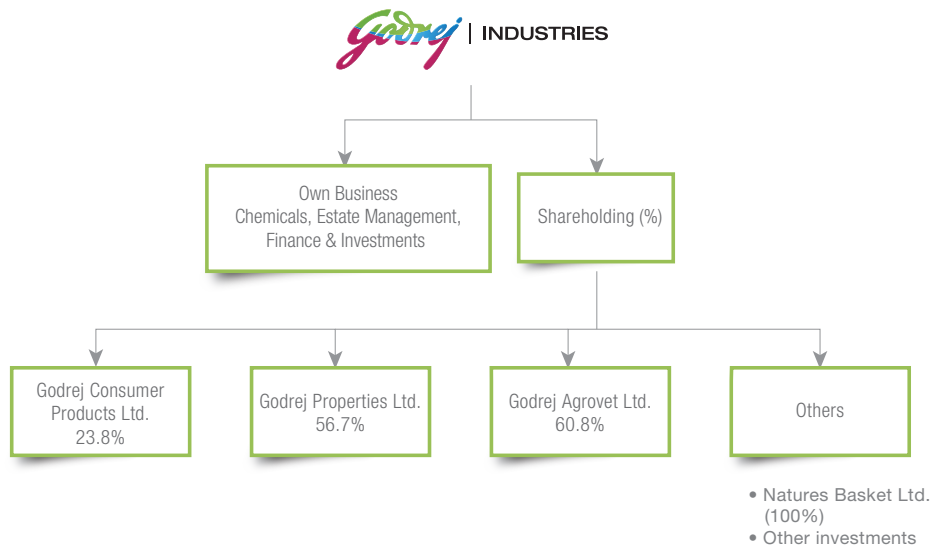 Godrej | INDUSTRIES
Own Business
Chemicals, Estate Management,
Finance & Investments
Shareholding (%)
Godrej Consumer
Products Ltd.
23.8%
Godrej Properties Ltd.
56.7%
Godrej Agrovet Ltd.
60.8%
Others
• Natures Basket Ltd.
(100%)
• Other investments